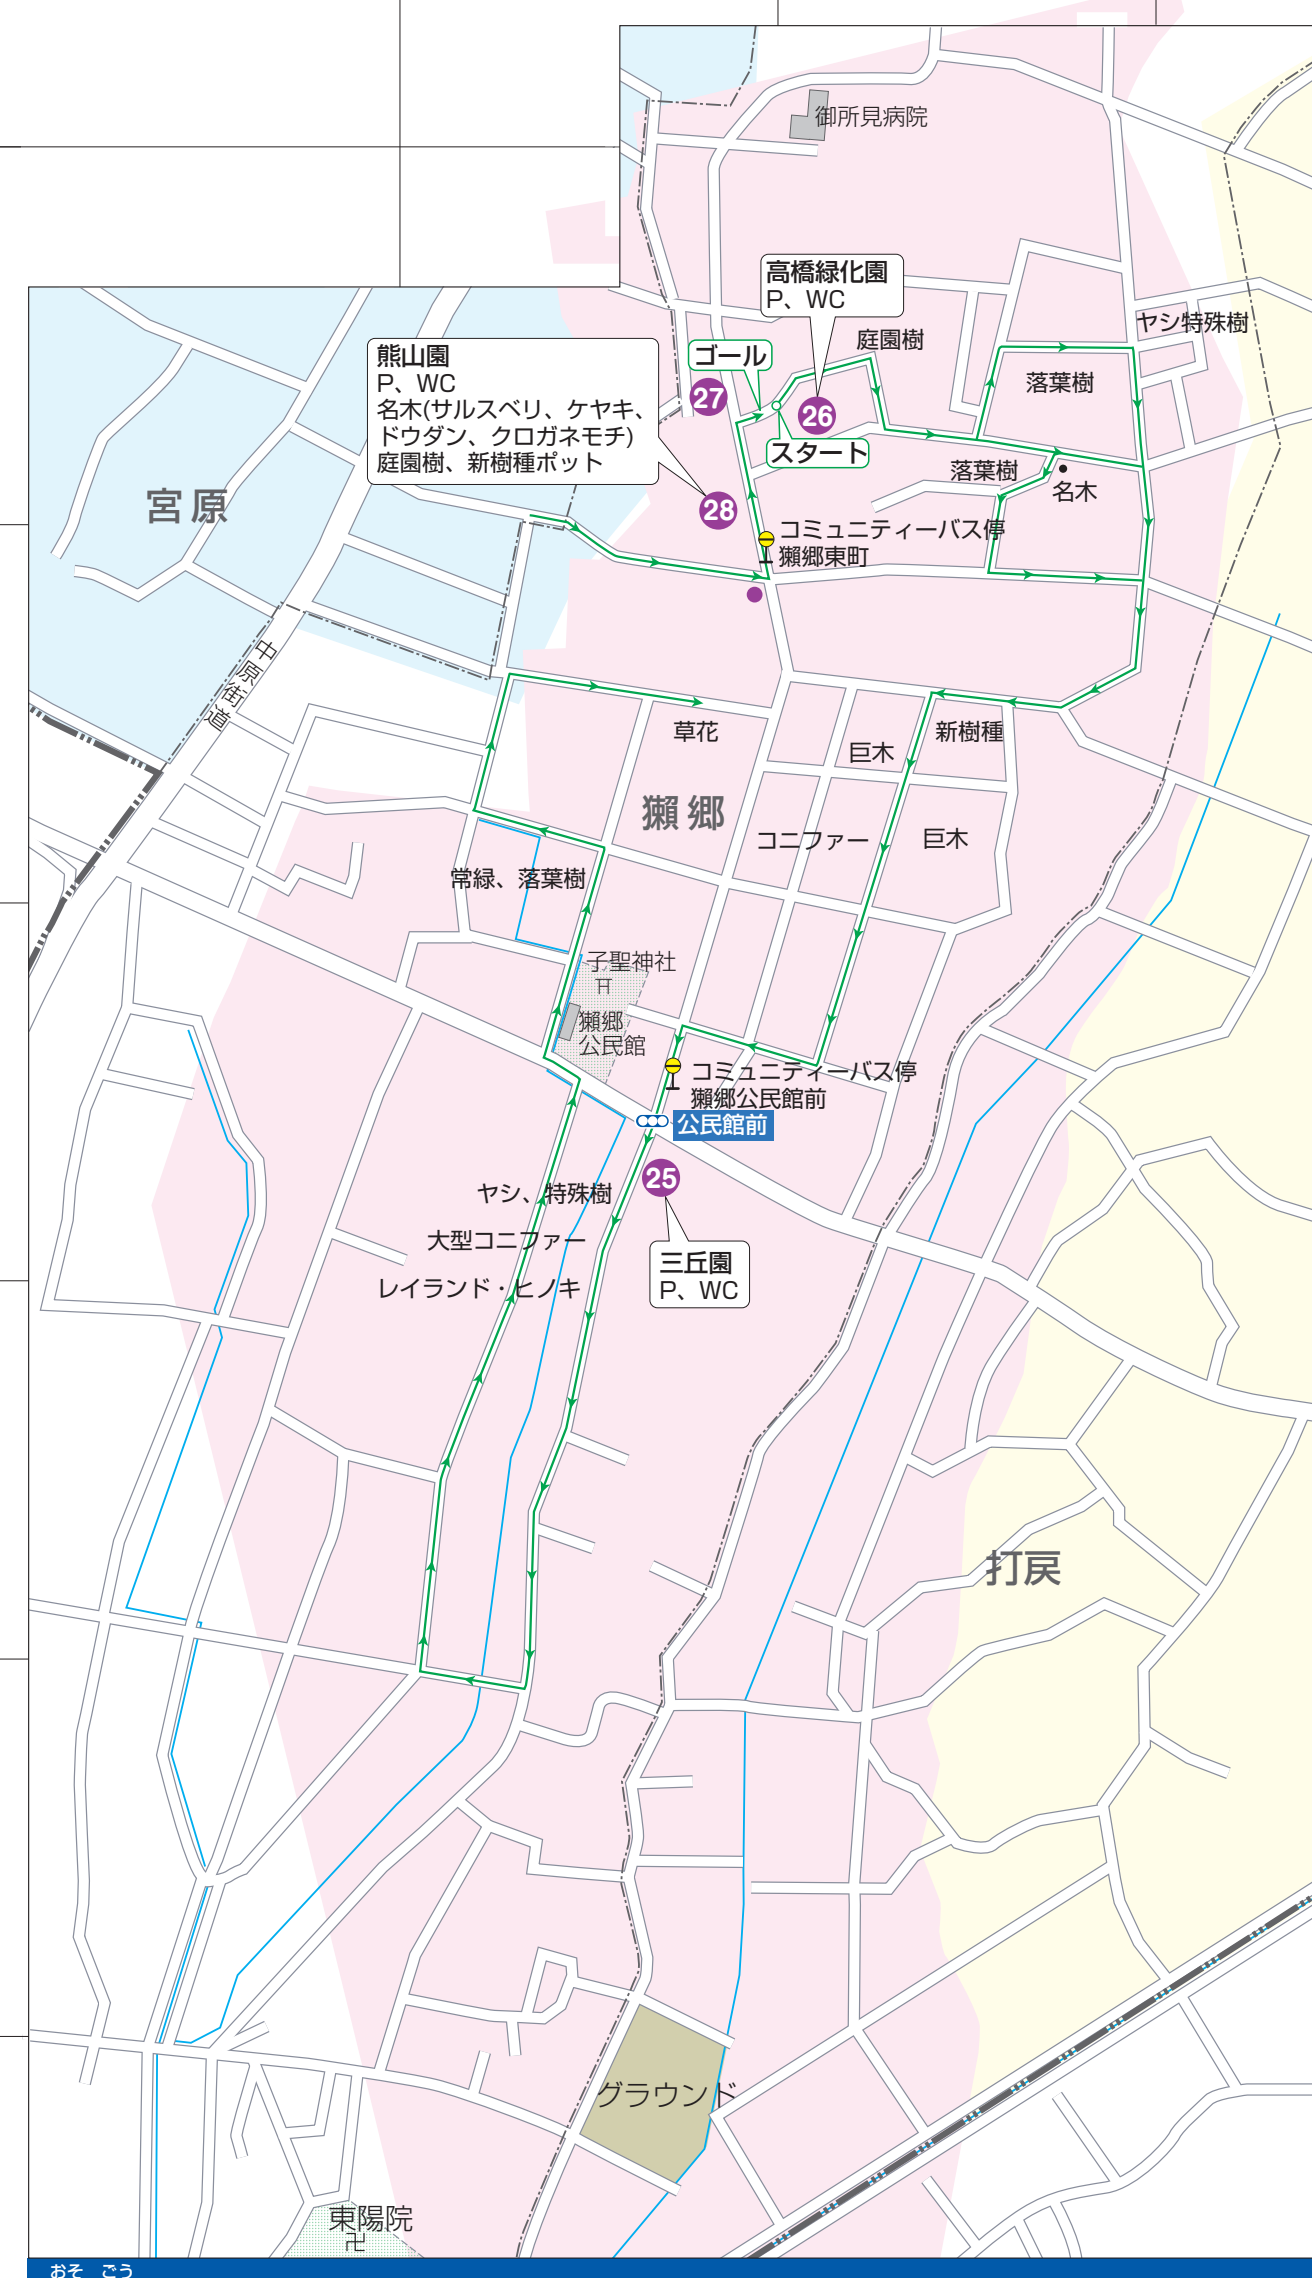 御所見病院
高橋緑化園
P、WC
庭園樹
ヤシ特殊樹
熊山園
P、WC
名木(サルスベリ、ケヤキ、
ドウダン、クロガネモチ)
庭園樹、新樹種ポット
ゴール
27
26
スタート
落葉樹
落葉樹
名木
宮原
28
コミュニティーバス停
獺郷東町
中原街道
草花
新樹種
巨木
獺郷
コニファー
巨木
常緑、落葉樹
子聖神社
獺郷
公民館
コミュニティーバス停
獺郷公民館前
公民館前
25
ヤシ、特殊樹
大型コニファー
レイランド・ヒノキ
三丘園
P、WC
打戻
グラウンド
東陽院
卍
おそ ごう